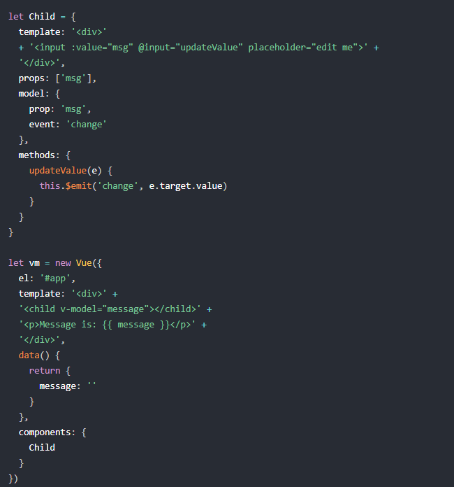 let Child = {
  template: '<div>'
  + '<input :value="msg" @input="updateValue" placeholder="edit me">' +
  '</div>',
  props: ['msg'],
  model: {
    prop: 'msg',
    event: 'change'
  },
  methods: {
    updateValue(e) {
      this.$emit('change', e.target.value)
    }
  }
}

let vm = new Vue({
  el: '#app',
  template: '<div>' +
  '<child v-model="message"></child>' +
  '<p>Message is: {{ message }}</p>' +
  '</div>',
  data() {
    return {
      message: ''
    }
  },
  components: {
    Child
  }
})